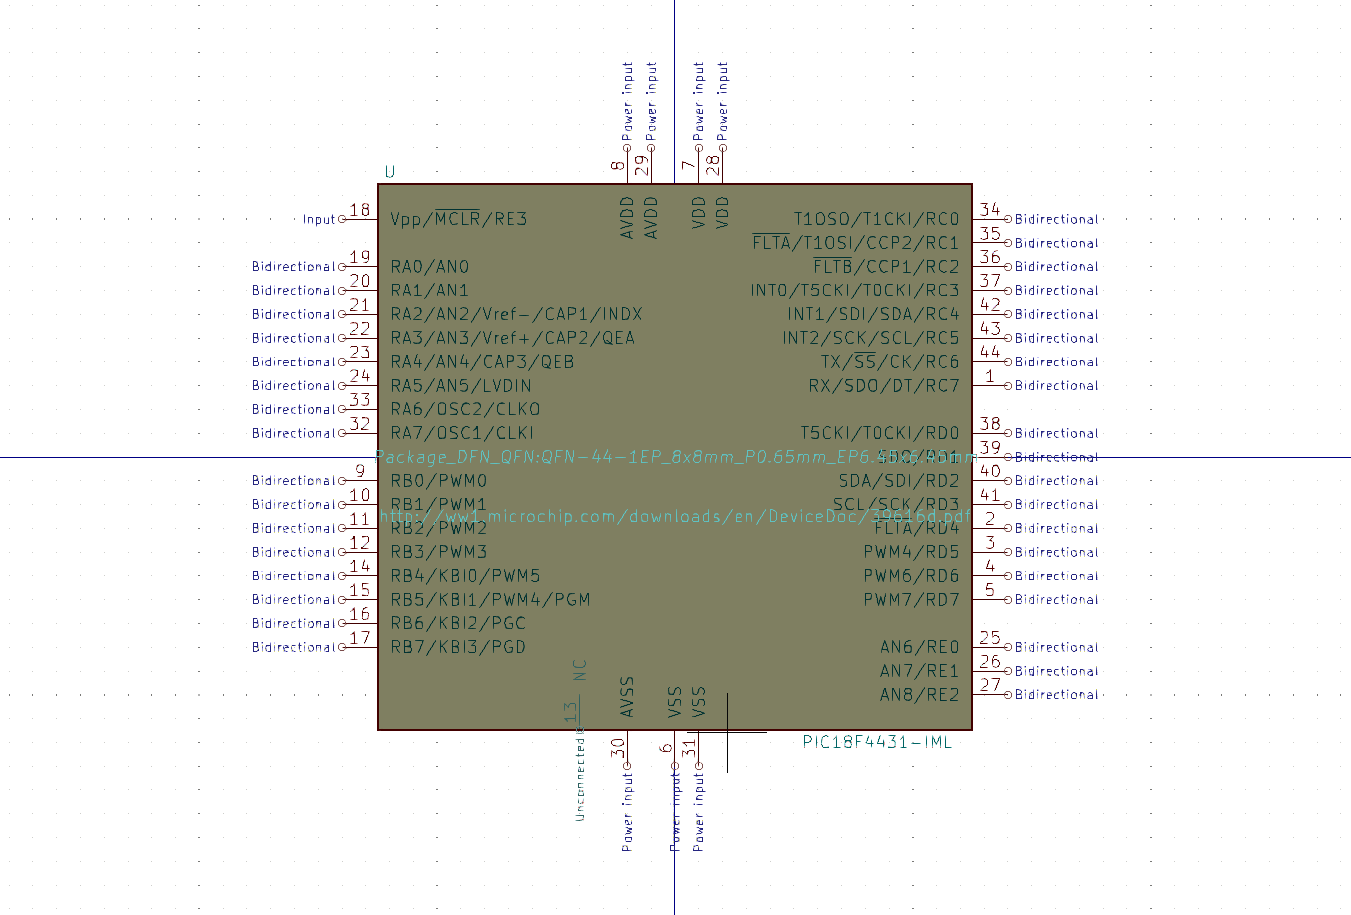 Power input
Power input
Power input
Power input
8
29
7
28
U
AVDD
AVDD
VDD
VDD
Input 18 Vpp/MCLR/RE3
Bidirectional 19 RA0/AN0
Bidirectional 20 RA1/AN1
Bidirectional 21 RA2/AN2/Vref-/CAP1/INDX
Bidirectional 22 RA3/AN3/Vref+/CAP2/QEA
Bidirectional 23 RA4/AN4/CAP3/QEB
Bidirectional 24 RA5/AN5/LVDIN
Bidirectional 33 RA6/OSC2/CLKO
Bidirectional 32 RA7/OSC1/CLKI
Bidirectional 9 RB0/PWM0
Bidirectional 10 RB1/PWM1
Bidirectional 11 RB2/PWM2
Bidirectional 12 RB3/PWM3
Bidirectional 14 RB4/KBI0/PWM5
Bidirectional 15 RB5/KBI1/PWM4/PGM
Bidirectional 16 RB6/KBI2/PGC
Bidirectional 17 RB7/KBI3/PGD
T1OSO/T1CKI/RC0 34 Bidirectional
FLTA/T1OSI/CCP2/RC1 35 Bidirectional
FLTB/CCP1/RC2 36 Bidirectional
INT0/T5CKI/T0CKI/RC3 37 Bidirectional
INT1/SDI/SDA/RC4 42 Bidirectional
INT2/SCK/SCL/RC5 43 Bidirectional
TX/SS/CK/RC6 44 Bidirectional
RX/SDO/DT/RC7 1 Bidirectional
T5CKI/T0CKI/RD0 38 Bidirectional
SDO/RD1 39 Bidirectional
SDA/SDI/RD2 40 Bidirectional
SCL/SCK/RD3 41 Bidirectional
FLTA/RD4 2 Bidirectional
PWM4/RD5 3 Bidirectional
PWM6/RD6 4 Bidirectional
PWM7/RD7 5 Bidirectional
AN6/RE0 25 Bidirectional
AN7/RE1 26 Bidirectional
AN8/RE2 27 Bidirectional
Package_DFN_QFN:QFN-44-1EP_8x8mm_P0.65mm_EP6.45x6.45mm
http://ww1.microchip.com/downloads/en/DeviceDoc/39616d.pdf
NC
AVSS
VSS
VSS
13
30
6
31
PIC18F4431-IML
Unconnected
Power input
Power input
Power input